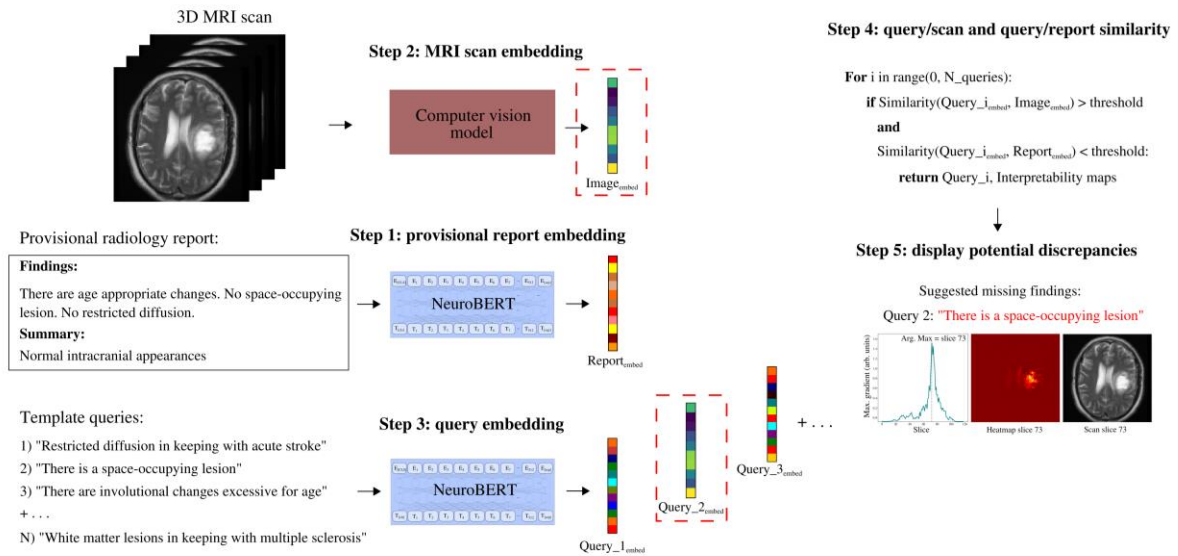 3D MRI scan
Step 2: MRI scan embedding
Computer vision
model
Image_embed
Provisional radiology report:
Findings:
There are age appropriate changes. No space-occupying
lesion. No restricted diffusion.
Summary:
Normal intracranial appearances
Step 1: provisional report embedding
NeuroBERT
Report_embed
Template queries:
1) "Restricted diffusion in keeping with acute stroke"
2) "There is a space-occupying lesion"
3) "There are involutional changes excessive for age"
+ . . .
N) "White matter lesions in keeping with multiple sclerosis"
Step 3: query embedding
NeuroBERT
Query_1_embed
Query_2_embed
Query_3_embed
+ . . .
Step 4: query/scan and query/report similarity
For i in range(0, N_queries):
if Similarity(Query_i_embed, Image_embed) > threshold
and
Similarity(Query_i_embed, Report_embed) < threshold:
return Query_i, Interpretability maps
Step 5: display potential discrepancies
Suggested missing findings:
Query 2: "There is a space-occupying lesion"
Arg. Max = slice 73
Max. gradient (arb. units)
Slice
Heatmap slice 73
Scan slice 73